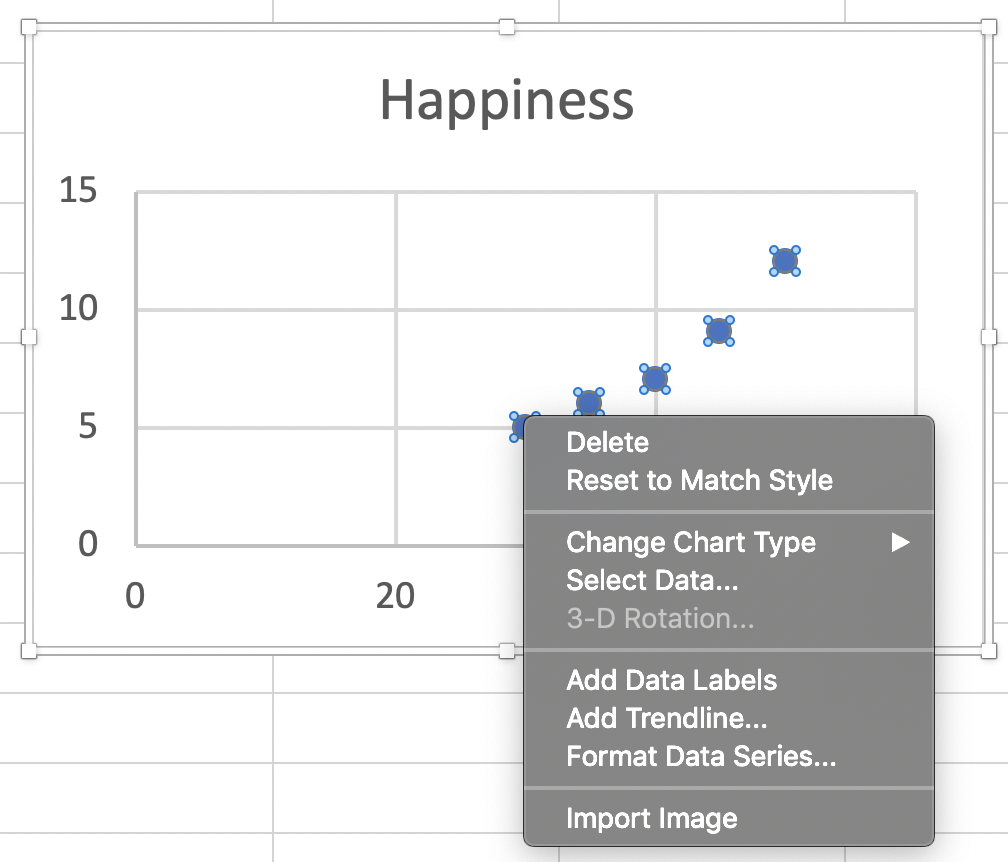 Happiness
15
10
5
0
0
20
Delete
Reset to Match Style
Change Chart Type
Select Data...
3-D Rotation...
Add Data Labels
Add Trendline...
Format Data Series...
Import Image